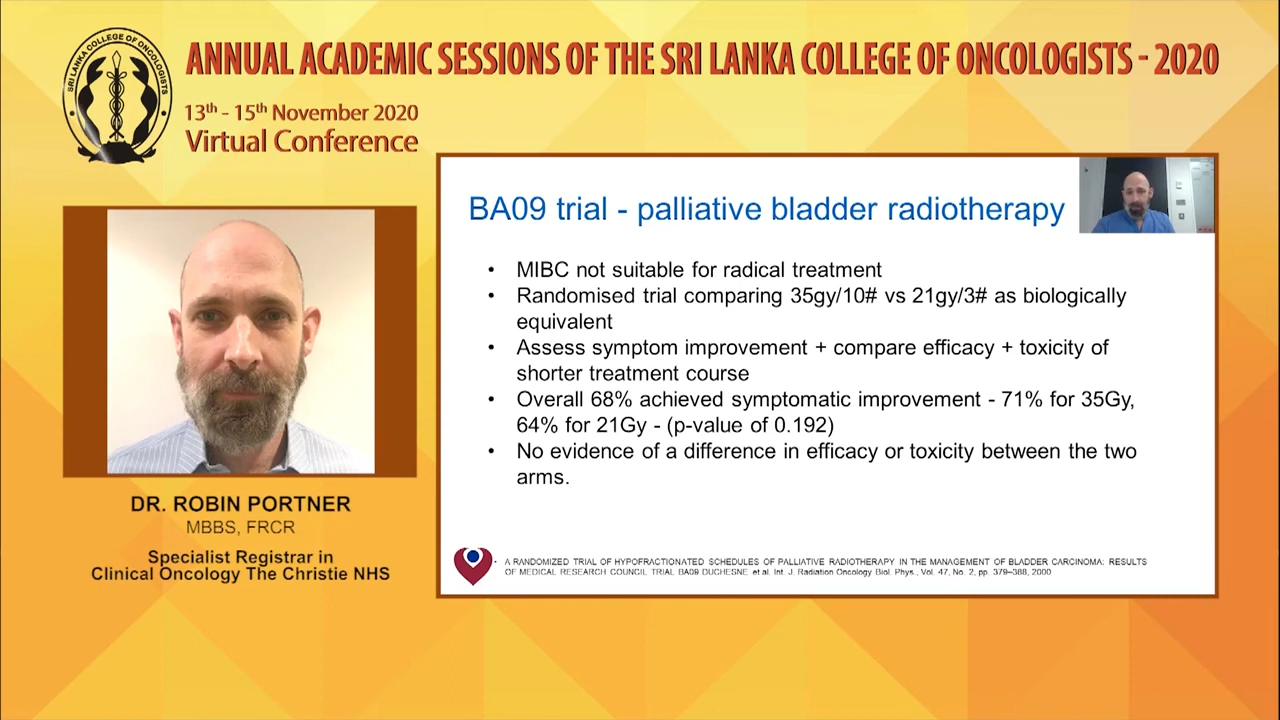 SRI LANKA COLLEGE OF ONCOLOGISTS
ANNUAL ACADEMIC SESSIONS OF THE SRI LANKA COLLEGE OF ONCOLOGISTS - 2020
13th - 15th November 2020
Virtual Conference
BA09 trial - palliative bladder radiotherapy
• MIBC not suitable for radical treatment
• Randomised trial comparing 35gy/10# vs 21gy/3# as biologically
equivalent
• Assess symptom improvement + compare efficacy + toxicity of
shorter treatment course
• Overall 68% achieved symptomatic improvement - 71% for 35Gy,
64% for 21Gy - (p-value of 0.192)
• No evidence of a difference in efficacy or toxicity between the two
arms.
• A RANDOMIZED TRIAL OF HYPOFRACTIONATED SCHEDULES OF PALLIATIVE RADIOTHERAPY IN THE MANAGEMENT OF BLADDER CARCINOMA: RESULTS
OF MEDICAL RESEARCH COUNCIL TRIAL BA09 DUCHESNE et al. Int. J. Radiation Oncology Biol. Phys., Vol. 47, No. 2, pp. 379–388, 2000
DR. ROBIN PORTNER
MBBS, FRCR
Specialist Registrar in
Clinical Oncology The Christie NHS